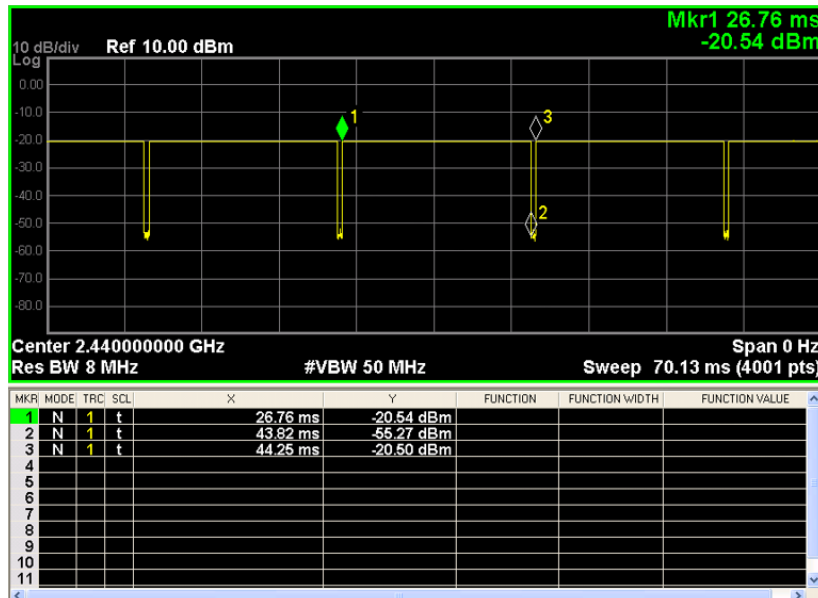 Mkr1 26.76 ms
10 dB/div Ref 10.00 dBm -20.54 dBm
Log
0.00
-10.0
1 3
-20.0
-30.0
-40.0
-50.0 2
-60.0
-70.0
-80.0
Center 2.440000000 GHz Span 0 Hz
Res BW 8 MHz #VBW 50 MHz Sweep 70.13 ms (4001 pts)
MKR MODE TRC SCL X Y FUNCTION FUNCTION WIDTH FUNCTION VALUE
1 N 1 t 26.76 ms -20.54 dBm
2 N 1 t 43.82 ms -55.27 dBm
3 N 1 t 44.25 ms -20.50 dBm
4
5
6
7
8
9
10
11